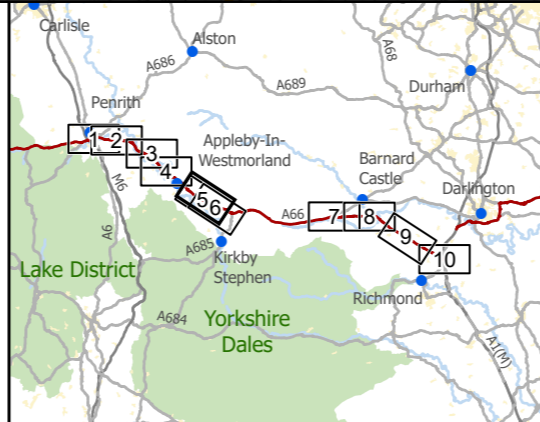 Carlisle
Alston
A686
A68
A689
Durham
Penrith
Appleby-In-
Westmorland
Barnard
Castle
Darlington
1
2
3
4
5
6
7
8
9
10
M6
A6
A66
A685
Kirkby
Stephen
Lake District
Richmond
A684
Yorkshire
Dales
A1(M)